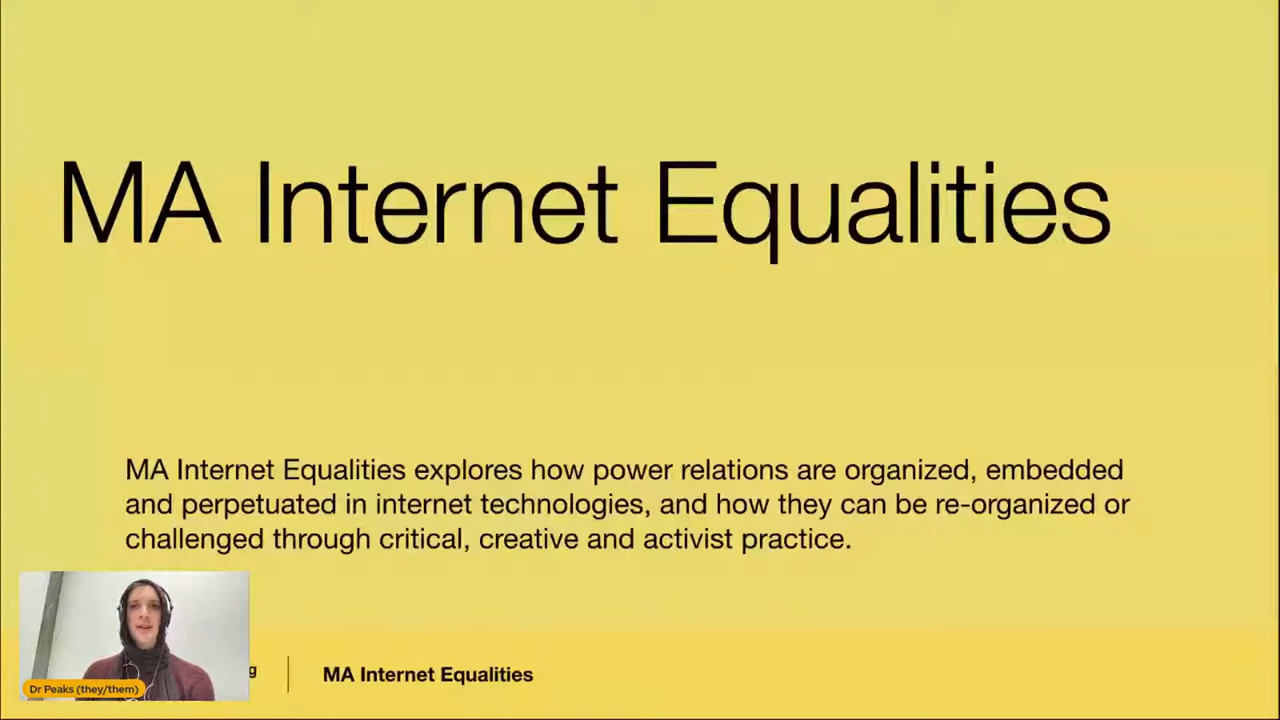 MA Internet Equalities
MA Internet Equalities explores how power relations are organized, embedded
and perpetuated in internet technologies, and how they can be re-organized or
challenged through critical, creative and activist practice.
Dr Peaks (they/them)
MA Internet Equalities